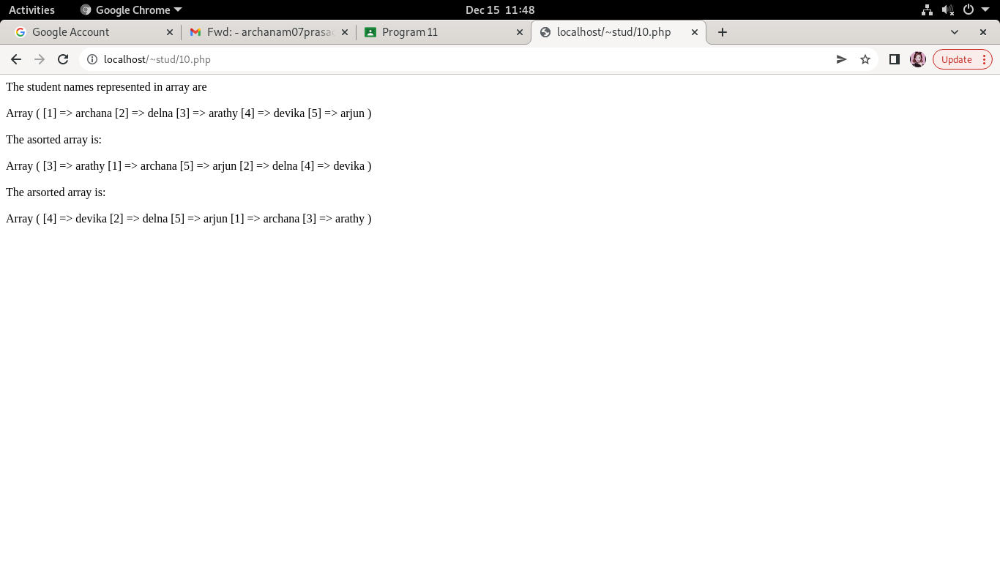 Activities Google Chrome Dec 15 11:48
Google Account Fwd: - archanam07prasad Program 11 localhost/~stud/10.php
localhost/~stud/10.php Update
The student names represented in array are
Array ( [1] => archana [2] => delna [3] => arathy [4] => devika [5] => arjun )
The asorted array is:
Array ( [3] => arathy [1] => archana [5] => arjun [2] => delna [4] => devika )
The arsorted array is:
Array ( [4] => devika [2] => delna [5] => arjun [1] => archana [3] => arathy )